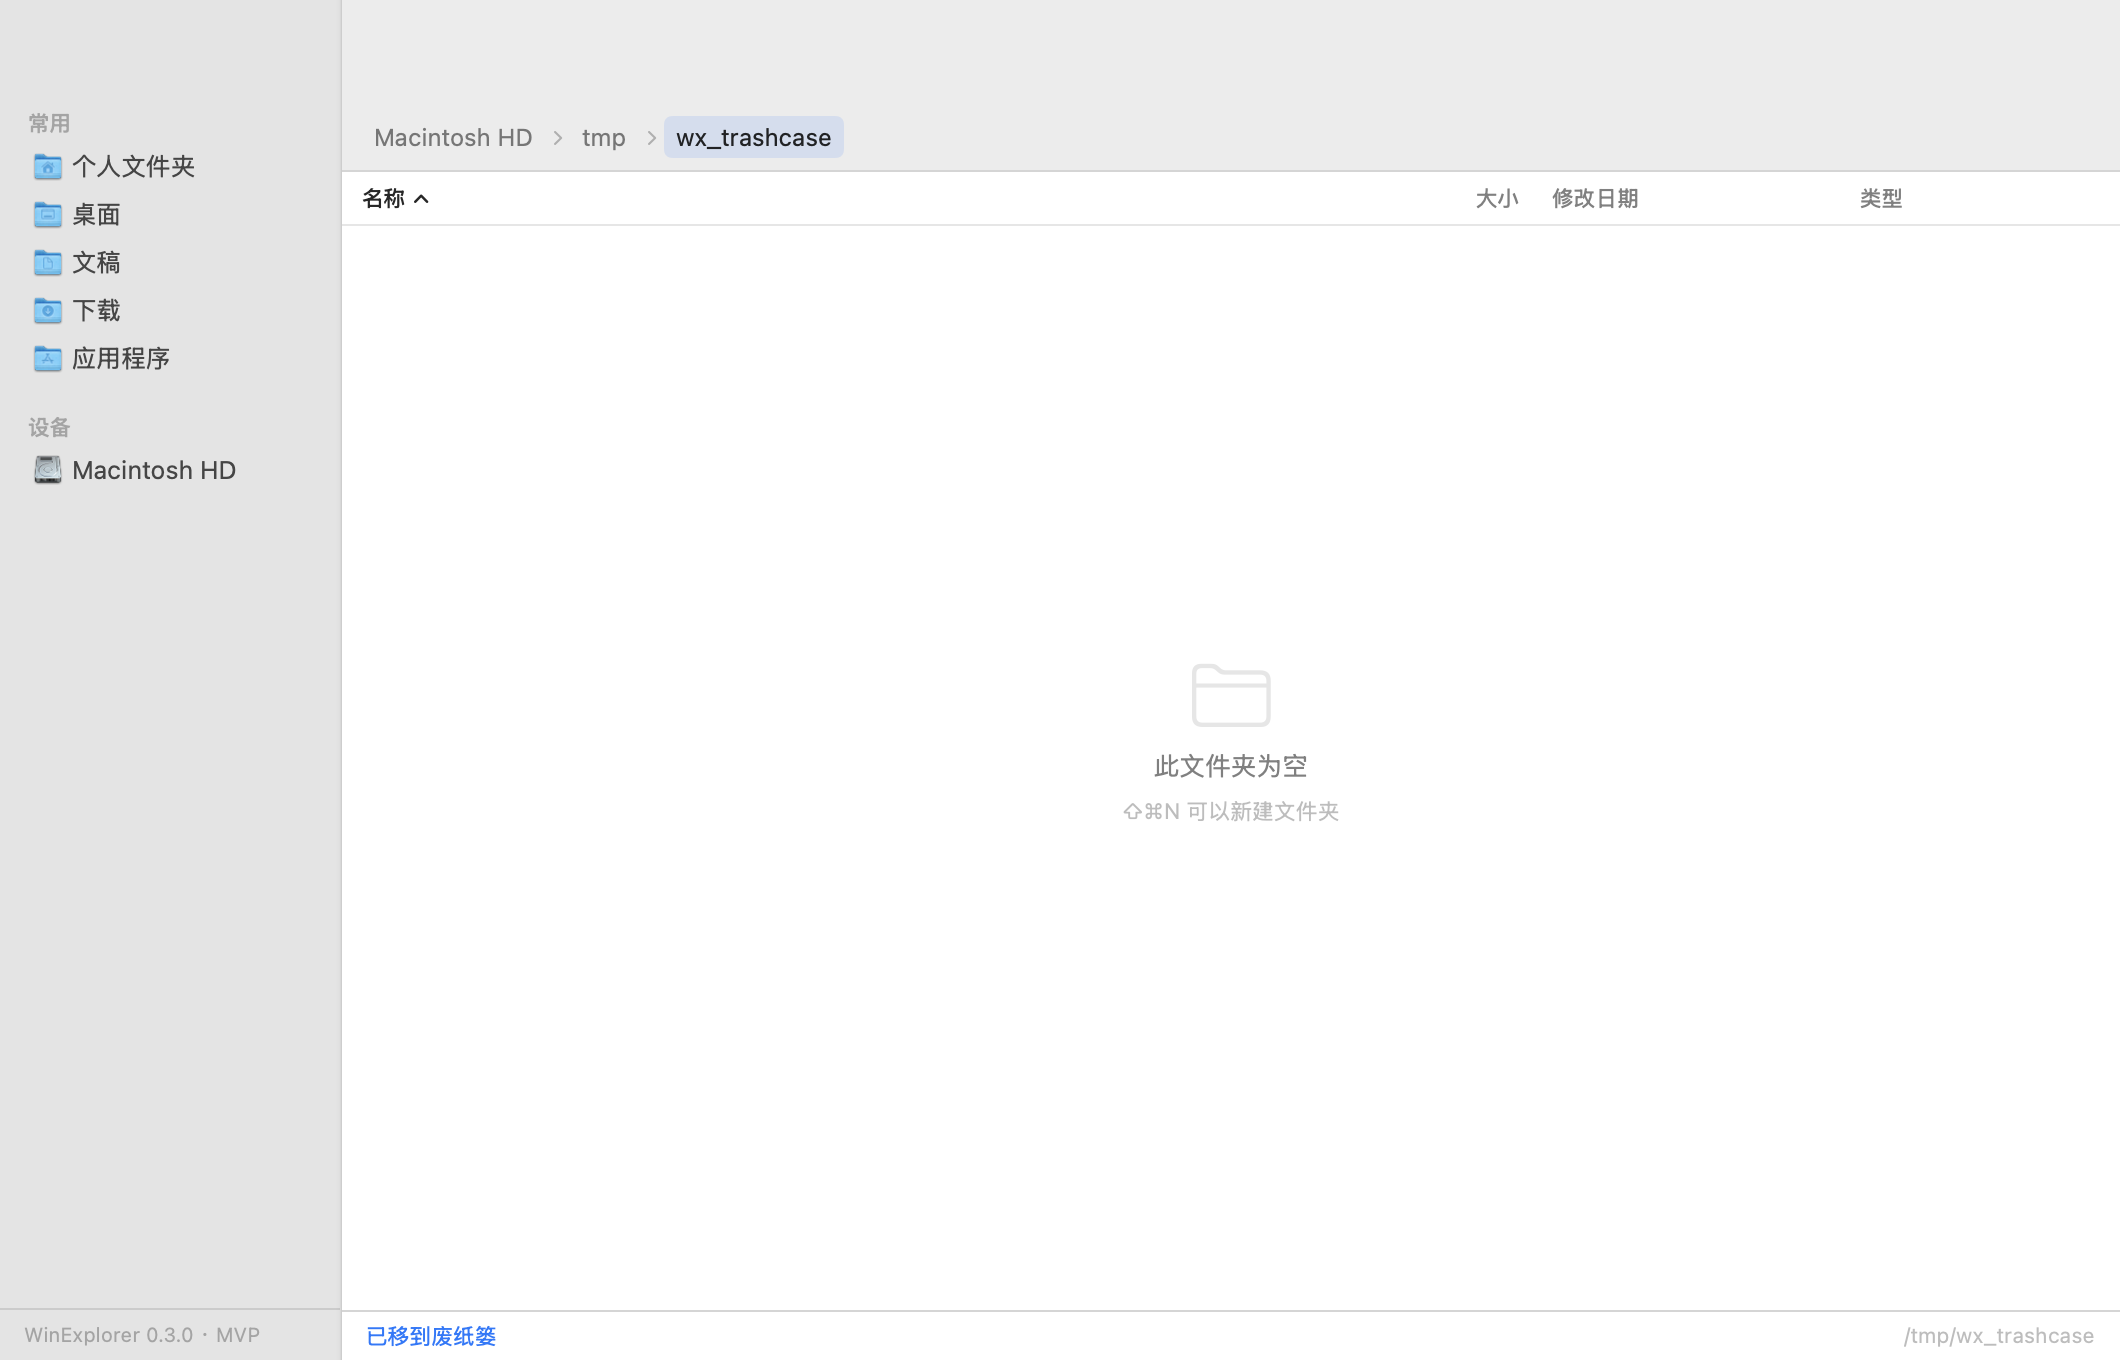 常用
个人文件夹
桌面
文稿
下载
应用程序
设备
Macintosh HD
WinExplorer 0.3.0 · MVP
Macintosh HD > tmp > wx_trashcase
名称 大小 修改日期 类型
此文件夹为空
⇧⌘N 可以新建文件夹
已移到废纸篓 /tmp/wx_trashcase